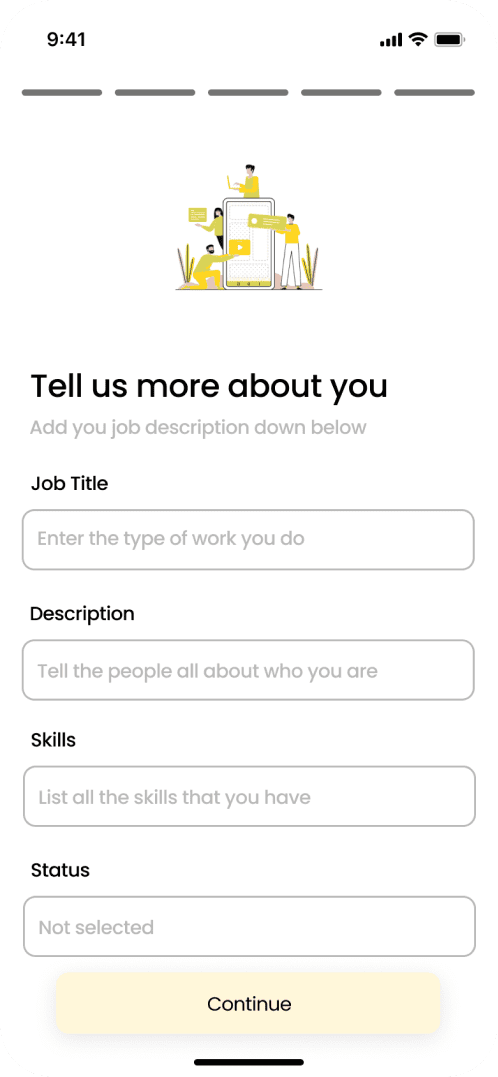 9:41
Tell us more about you
Add you job description down below
Job Title
Enter the type of work you do
Description
Tell the people all about who you are
Skills
List all the skills that you have
Status
Not selected
Continue